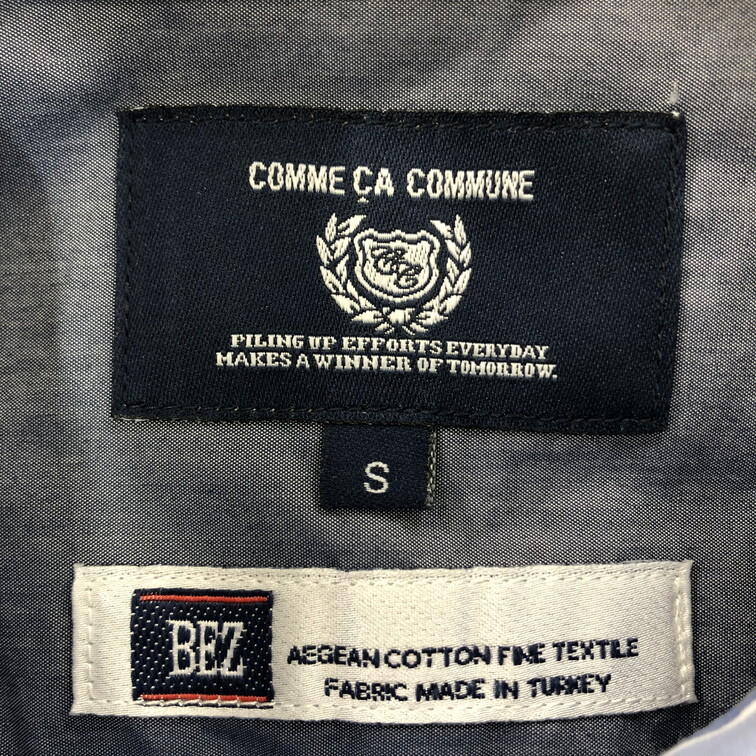 COMME ÇA COMMUNE
PILING UP EFFORTS EVERYDAY
MAKES A WINNER OF TOMORROW.
S
BEZ
AEGEAN COTTON FINE TEXTILE
FABRIC MADE IN TURKEY